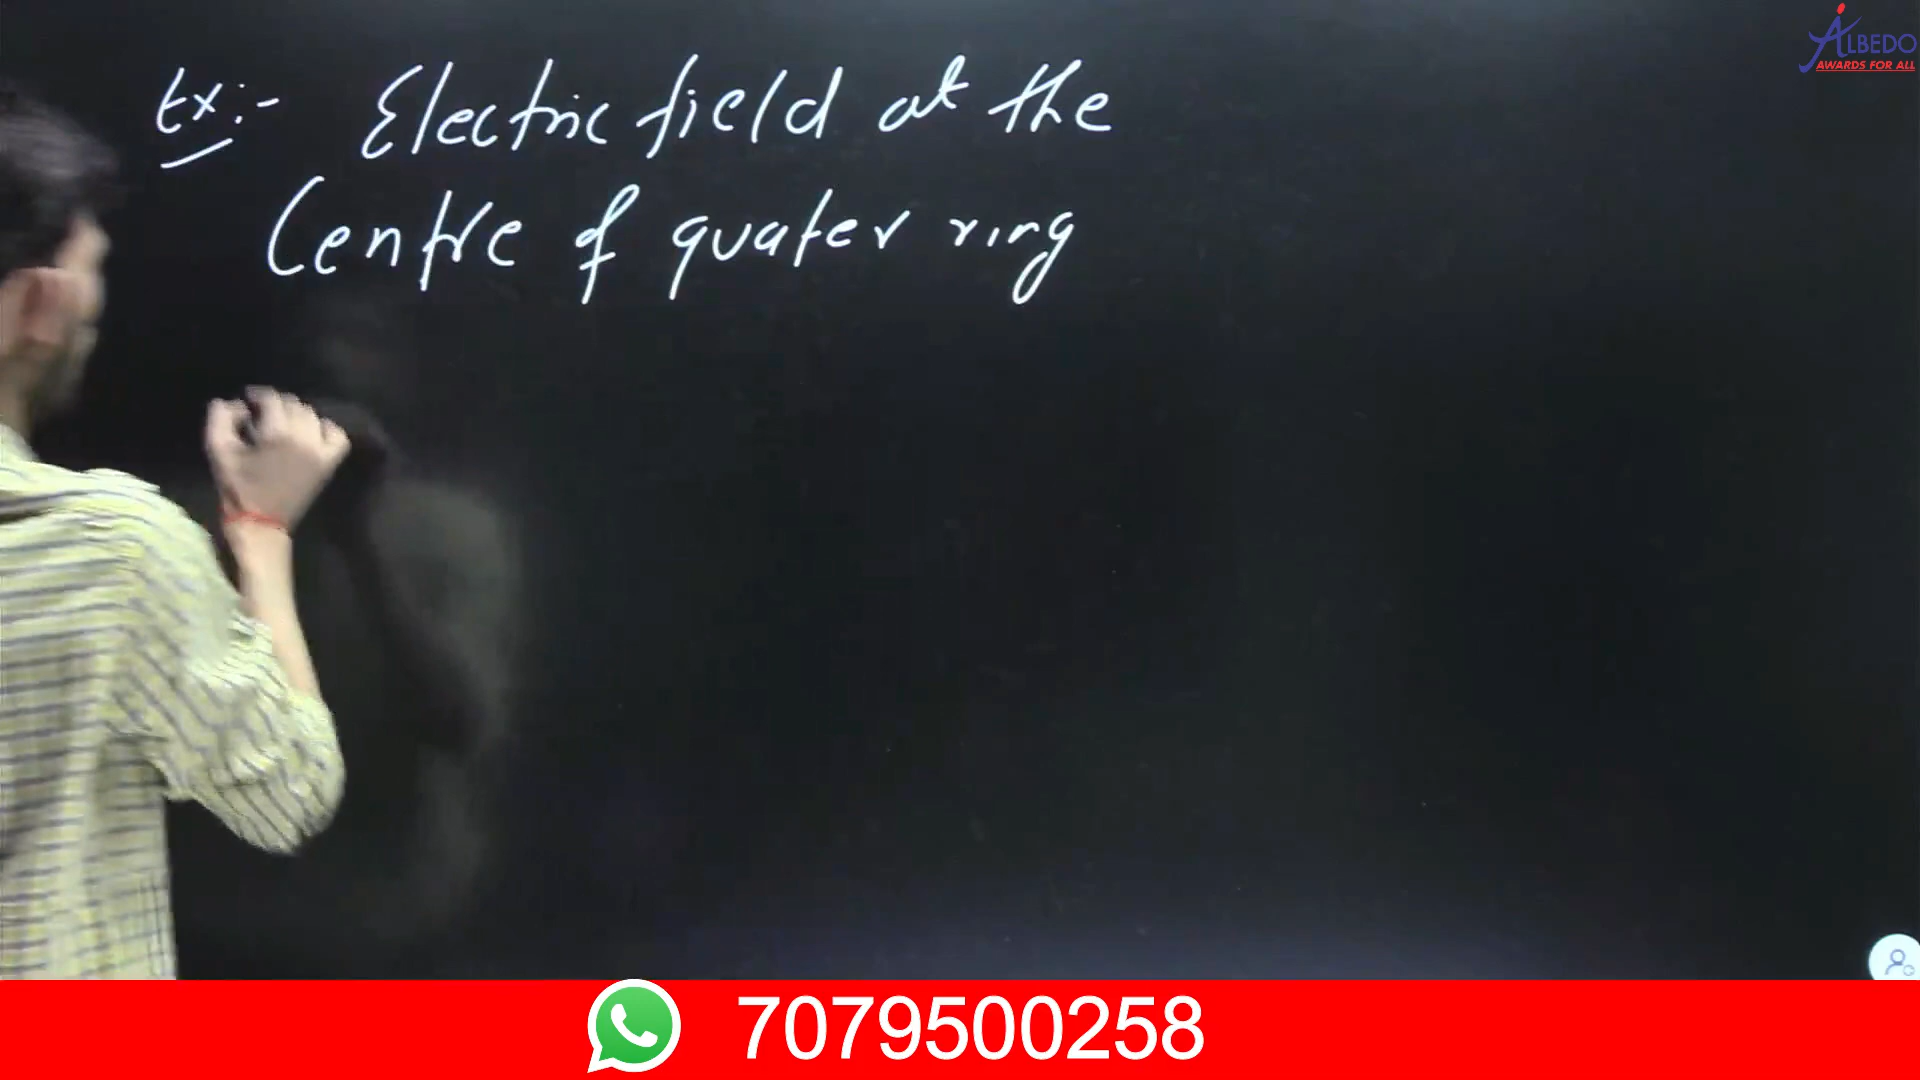 Ex:- Electric field at the
Centre of quater ring
ALBEDO
AWARDS FOR ALL
7079500258